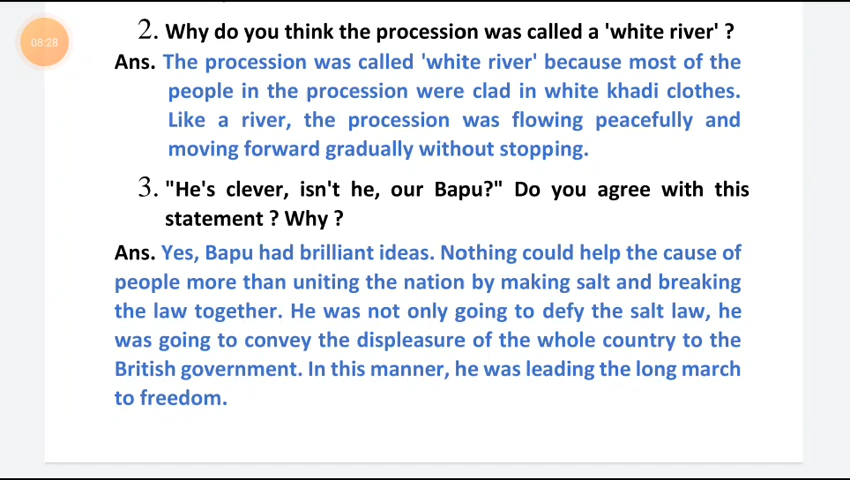 08:28
2. Why do you think the procession was called a 'white river' ?
Ans. The procession was called 'white river' because most of the
people in the procession were clad in white khadi clothes.
Like a river, the procession was flowing peacefully and
moving forward gradually without stopping.
3. "He's clever, isn't he, our Bapu?" Do you agree with this
statement ? Why ?
Ans. Yes, Bapu had brilliant ideas. Nothing could help the cause of
people more than uniting the nation by making salt and breaking
the law together. He was not only going to defy the salt law, he
was going to convey the displeasure of the whole country to the
British government. In this manner, he was leading the long march
to freedom.